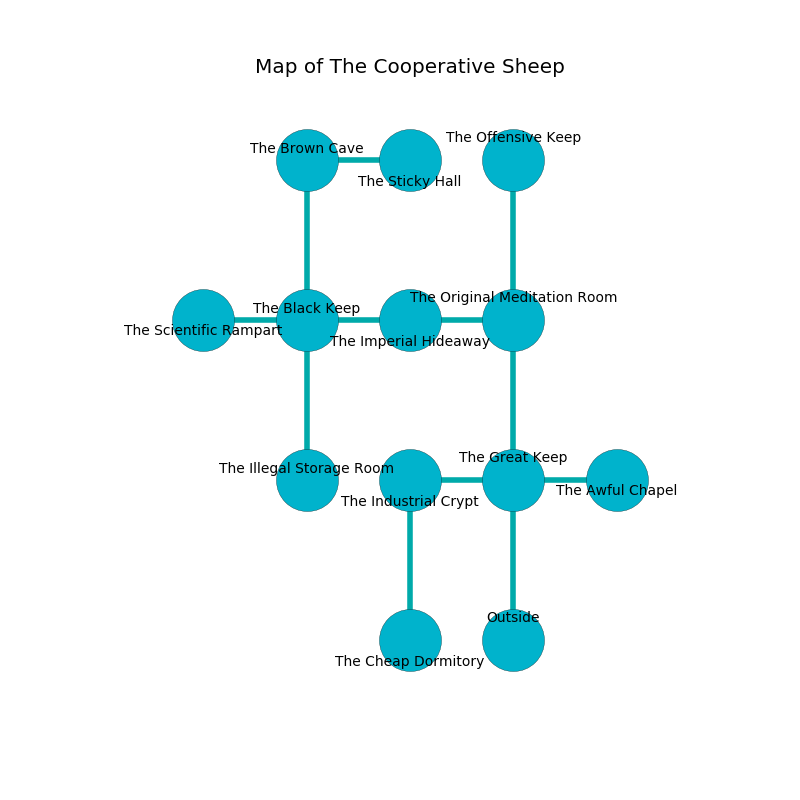 Map of The Cooperative Sheep
The Offensive Keep
The Brown Cave
The Sticky Hall
The Original Meditation Room
The Black Keep
The Scientific Rampart
The Imperial Hideaway
The Great Keep
The Illegal Storage Room
The Awful Chapel
The Industrial Crypt
Outside
The Cheap Dormitory